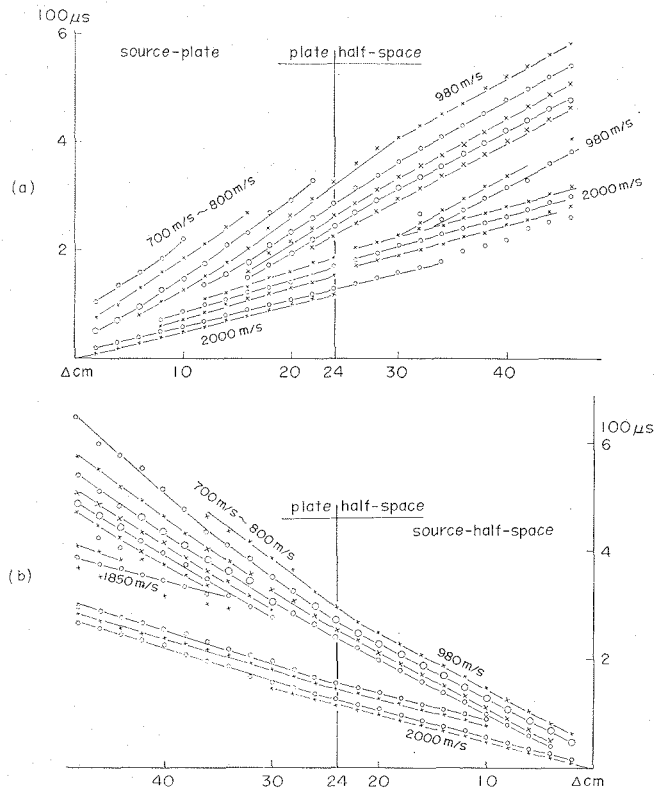 100μs
6
source-plate
plate half-space
980 m/s
4
(a)
700 m/s ~ 800 m/s
980 m/s
2000 m/s
2
2000 m/s
Δcm
10
20
24
30
40
100μs
6
700 m/s ~ 800 m/s
plate half-space
source-half-space
4
(b)
1850 m/s
980 m/s
2
2000 m/s
40
30
24
20
10
Δcm